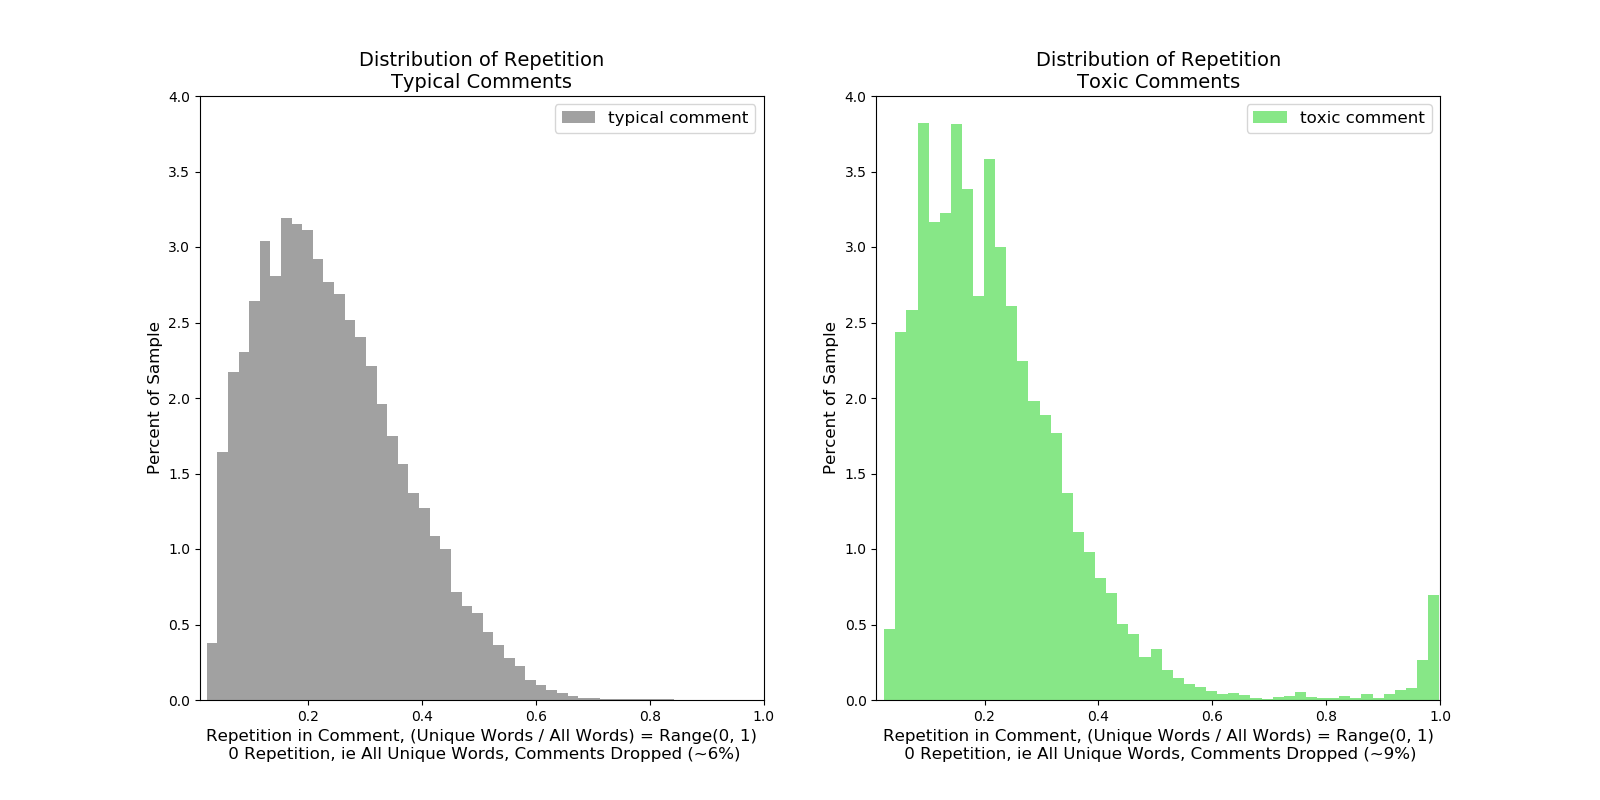 Distribution of Repetition
Typical Comments
typical comment
4.0
3.5
3.0
2.5
2.0
1.5
1.0
0.5
0.0
Percent of Sample
0.2
0.4
0.6
0.8
1.0
Repetition in Comment, (Unique Words / All Words) = Range(0, 1)
0 Repetition, ie All Unique Words, Comments Dropped (~6%)
Distribution of Repetition
Toxic Comments
toxic comment
4.0
3.5
3.0
2.5
2.0
1.5
1.0
0.5
0.0
Percent of Sample
0.2
0.4
0.6
0.8
1.0
Repetition in Comment, (Unique Words / All Words) = Range(0, 1)
0 Repetition, ie All Unique Words, Comments Dropped (~9%)